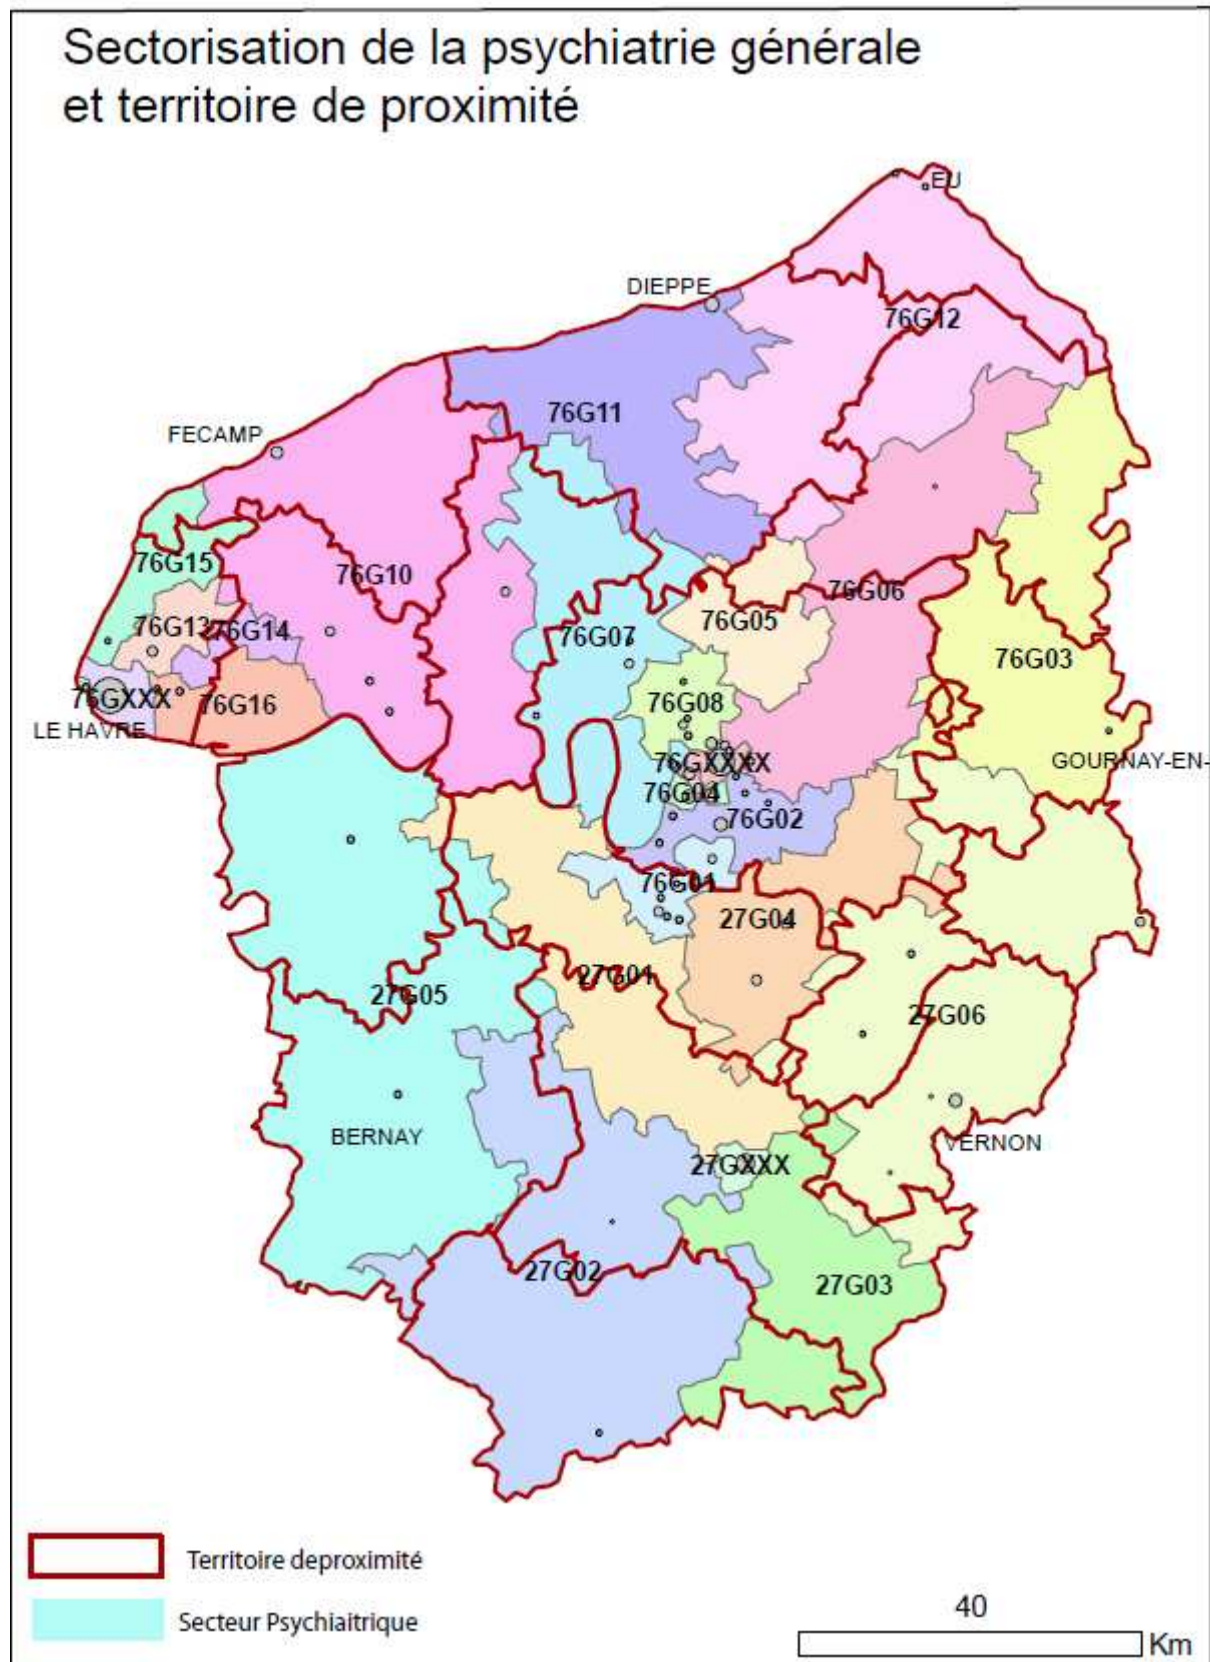 Sectorisation de la psychiatrie générale
et territoire de proximité
EU
DIEPPE
76G12
76G11
FECAMP
76G15
76G10
76G06
76G05
76G13
76G14
76G07
76G03
76GXXX
76G16
76G08
LE HAVRE
76GXXXX
GOURNAY-EN-
76G04
76G02
76G01
27G04
27G01
27G05
27G06
BERNAY
VERNON
27GXXX
27G02
27G03
Territoire deproximité
Secteur Psychiaitrique
40
Km